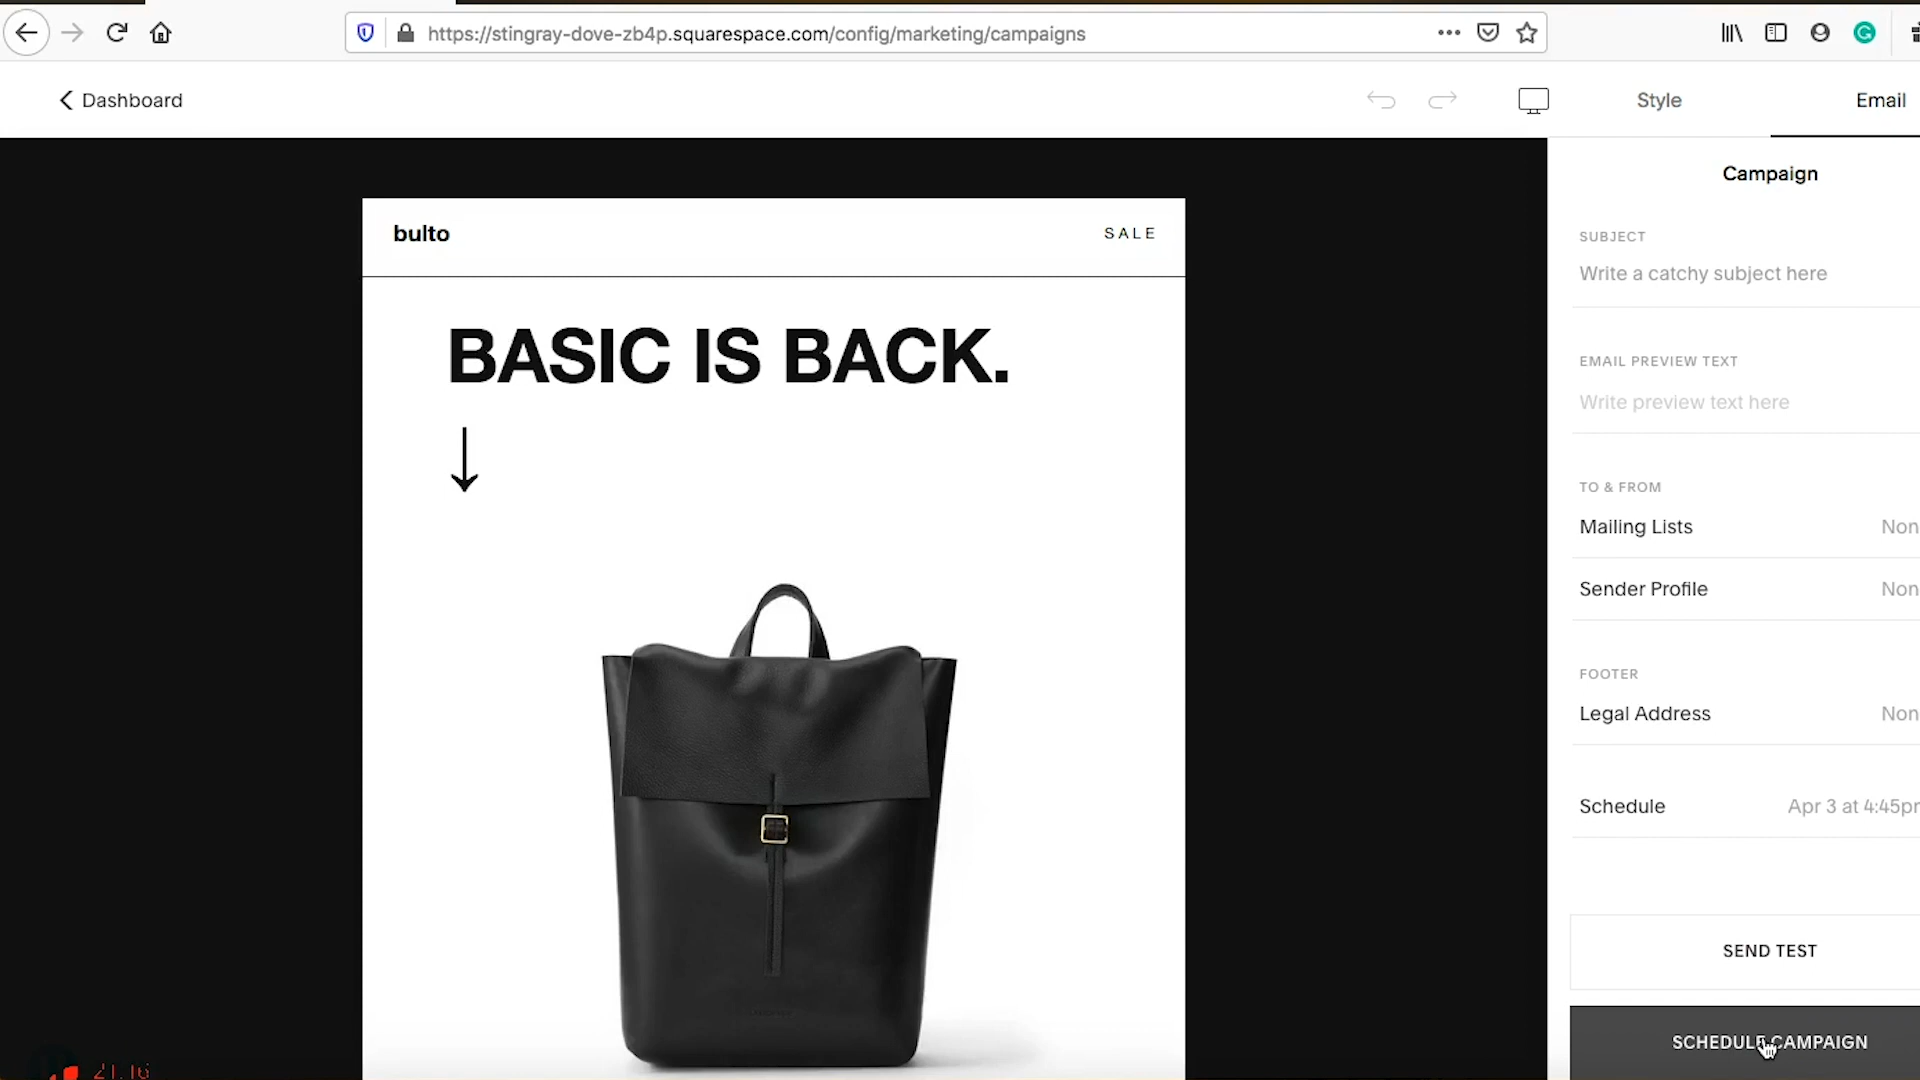 https://stingray-dove-zb4p.squarespace.com/config/marketing/campaigns
Dashboard
Style
Email
Campaign
bulto
SALE
BASIC IS BACK.
SUBJECT
Write a catchy subject here
EMAIL PREVIEW TEXT
Write preview text here
TO & FROM
Mailing Lists
Non
Sender Profile
Non
FOOTER
Legal Address
Non
Schedule
Apr 3 at 4:45pm
SEND TEST
SCHEDULE CAMPAIGN